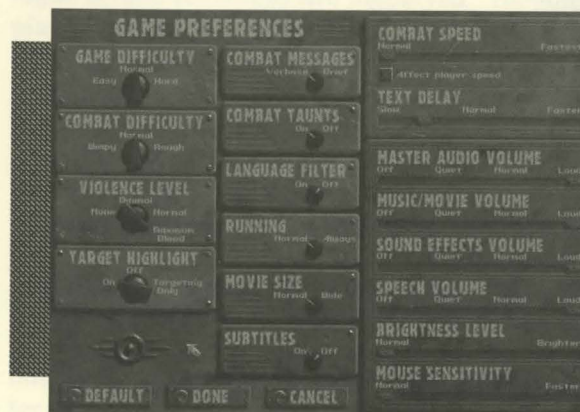 GAME PREFERENCES
GAME DIFFICULTY
Normal
Easy Hard
COMBAT DIFFICULTY
Normal
Wimpy Rough
VIOLENCE LEVEL
Minimal
None Normal
Maximum
Blood
TARGET HIGHLIGHT
Off
On Targeting
Only
COMBAT MESSAGES
Verbose Brief
COMBAT TAUNTS
On Off
LANGUAGE FILTER
On Off
RUNNING
Normal Always
MOVIE SIZE
Normal
SUBTITLES
On Off
DEFAULT DONE CANCEL
COMBAT SPEED
Normal Fastest
Affect player speed
TEXT DELAY
Slow Normal Faster
MASTER AUDIO VOLUME
Off Quiet Normal Loud
MUSIC/MOVIE VOLUME
Off Quiet Normal Loud
SOUND EFFECTS VOLUME
Off Quiet Normal Loud
SPEECH VOLUME
Off Quiet Normal Loud
BRIGHTNESS LEVEL
Normal Brighter
MOUSE SENSITIVITY
Normal Faster